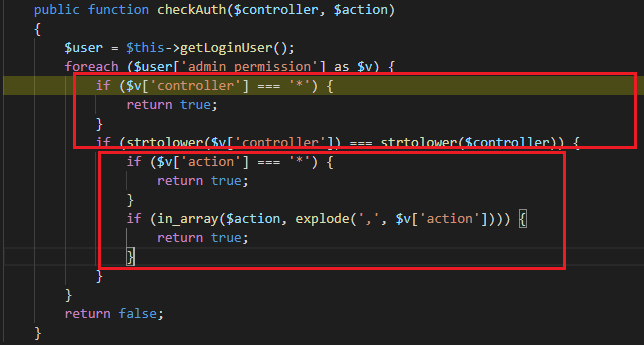 public function checkAuth($controller, $action)
{
$user = $this->getLoginUser();
foreach ($user['admin_permission'] as $v) {
if ($v['controller'] === '*') {
return true;
}
if (strtolower($v['controller']) === strtolower($controller)) {
if ($v['action'] === '*') {
return true;
}
if (in_array($action, explode(',', $v['action']))) {
return true;
}
}
}
return false;
}